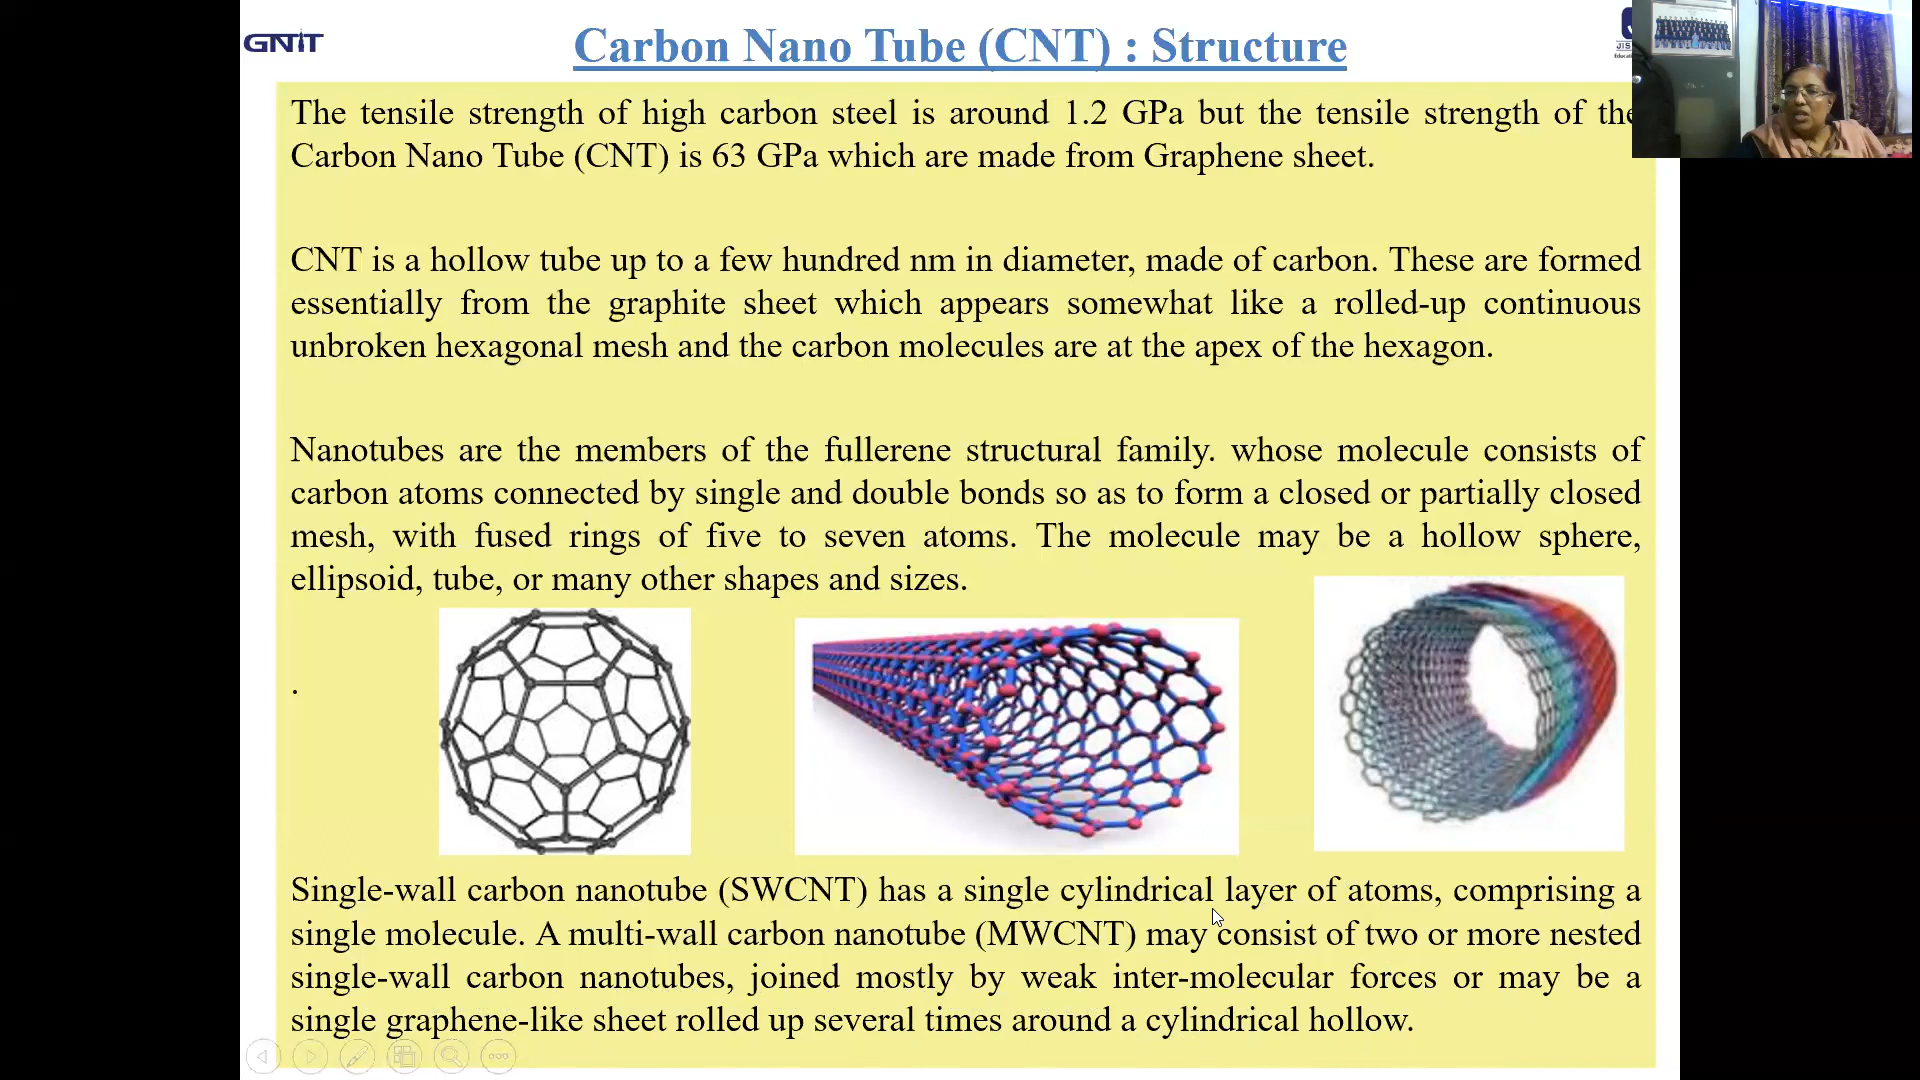 GNIT
Carbon Nano Tube (CNT) : Structure
JIS
The tensile strength of high carbon steel is around 1.2 GPa but the tensile strength of the
Carbon Nano Tube (CNT) is 63 GPa which are made from Graphene sheet.
CNT is a hollow tube up to a few hundred nm in diameter, made of carbon. These are formed
essentially from the graphite sheet which appears somewhat like a rolled-up continuous
unbroken hexagonal mesh and the carbon molecules are at the apex of the hexagon.
Nanotubes are the members of the fullerene structural family. whose molecule consists of
carbon atoms connected by single and double bonds so as to form a closed or partially closed
mesh, with fused rings of five to seven atoms. The molecule may be a hollow sphere,
ellipsoid, tube, or many other shapes and sizes.
.
Single-wall carbon nanotube (SWCNT) has a single cylindrical layer of atoms, comprising a
single molecule. A multi-wall carbon nanotube (MWCNT) may consist of two or more nested
single-wall carbon nanotubes, joined mostly by weak inter-molecular forces or may be a
single graphene-like sheet rolled up several times around a cylindrical hollow.